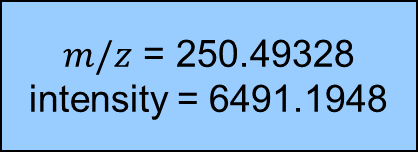 m/z = 250.49328
intensity = 6491.1948